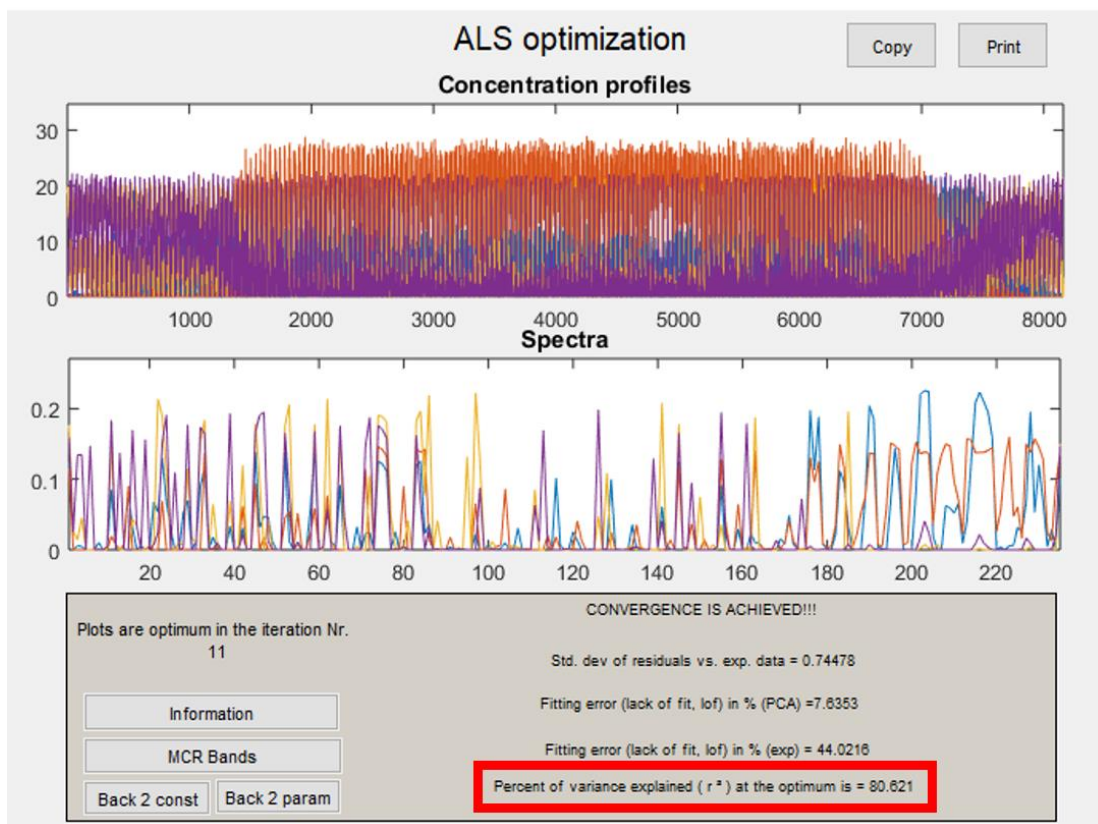 ALS optimization
Copy
Print
Concentration profiles
30
20
10
0
1000 2000 3000 4000 5000 6000 7000 8000
Spectra
0.2
0.1
0
20 40 60 80 100 120 140 160 180 200 220
CONVERGENCE IS ACHIEVED!!!
Plots are optimum in the iteration Nr.
11
Std. dev of residuals vs. exp. data = 0.74478
Fitting error (lack of fit, lof) in % (PCA) =7.6353
Fitting error (lack of fit, lof) in % (exp) = 44.0216
Percent of variance explained ( r ² ) at the optimum is = 80.621
Information
MCR Bands
Back 2 const
Back 2 param